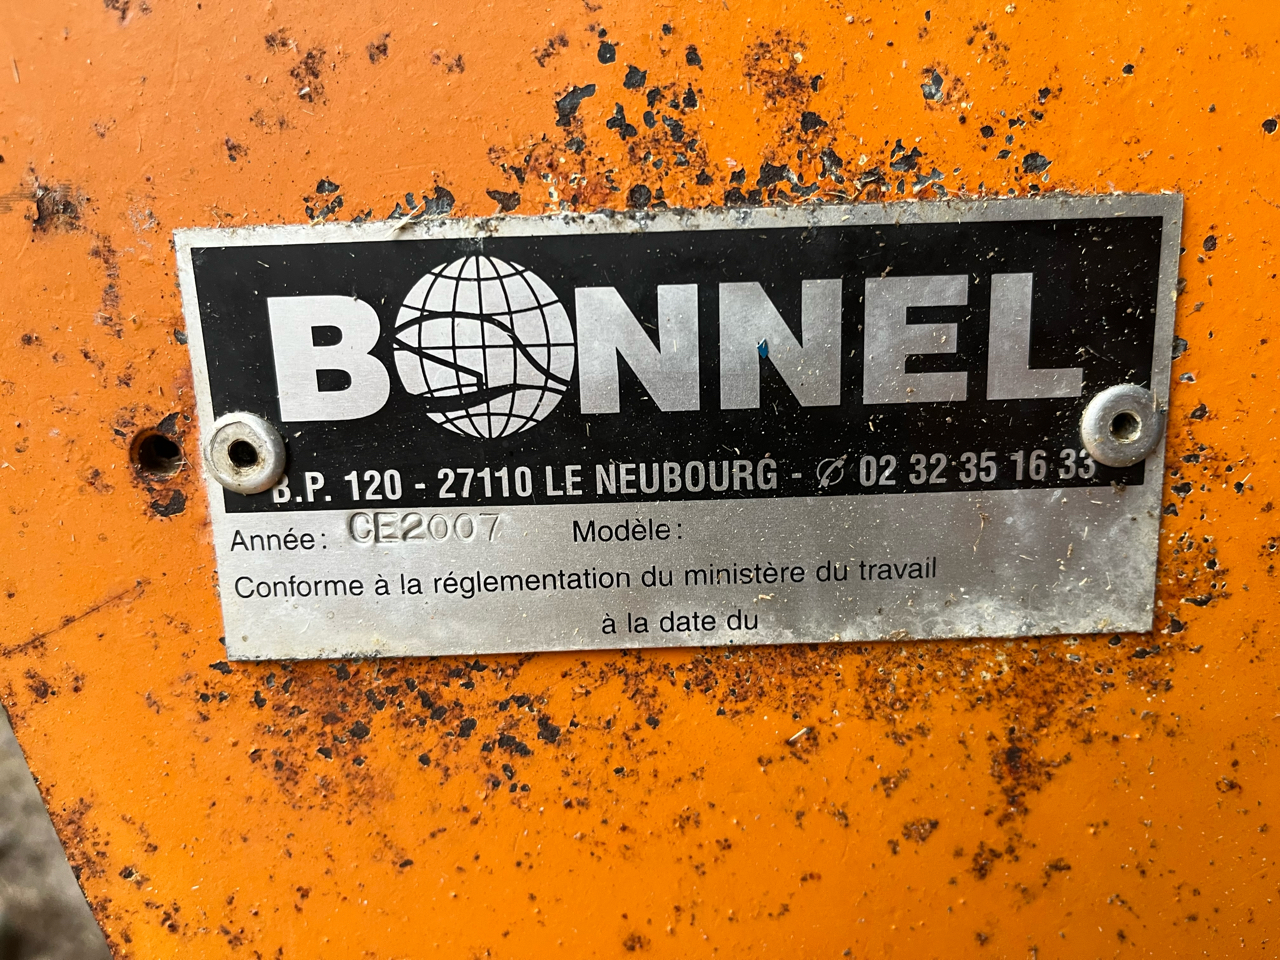 BONNEL
B.P. 120 - 27110 LE NEUBOURG - ✆ 02 32 35 16 33
Année: CE2007 Modèle:
Conforme à la réglementation du ministère du travail
à la date du